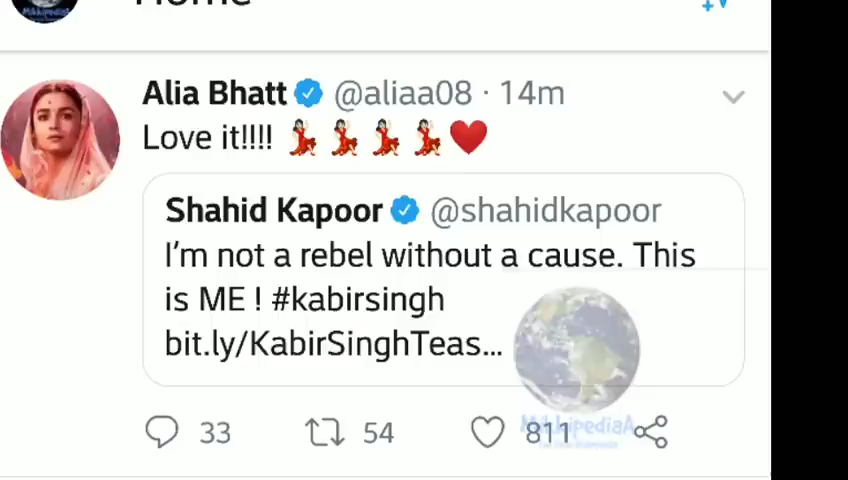 Home
Alia Bhatt @aliaa08 · 14m
Love it!!!! 💃🏻💃🏻💃🏻💃🏻❤️
Shahid Kapoor @shahidkapoor
I'm not a rebel without a cause. This
is ME ! #kabirsingh
bit.ly/KabirSinghTeas...
33 54 811
MikkipediaA